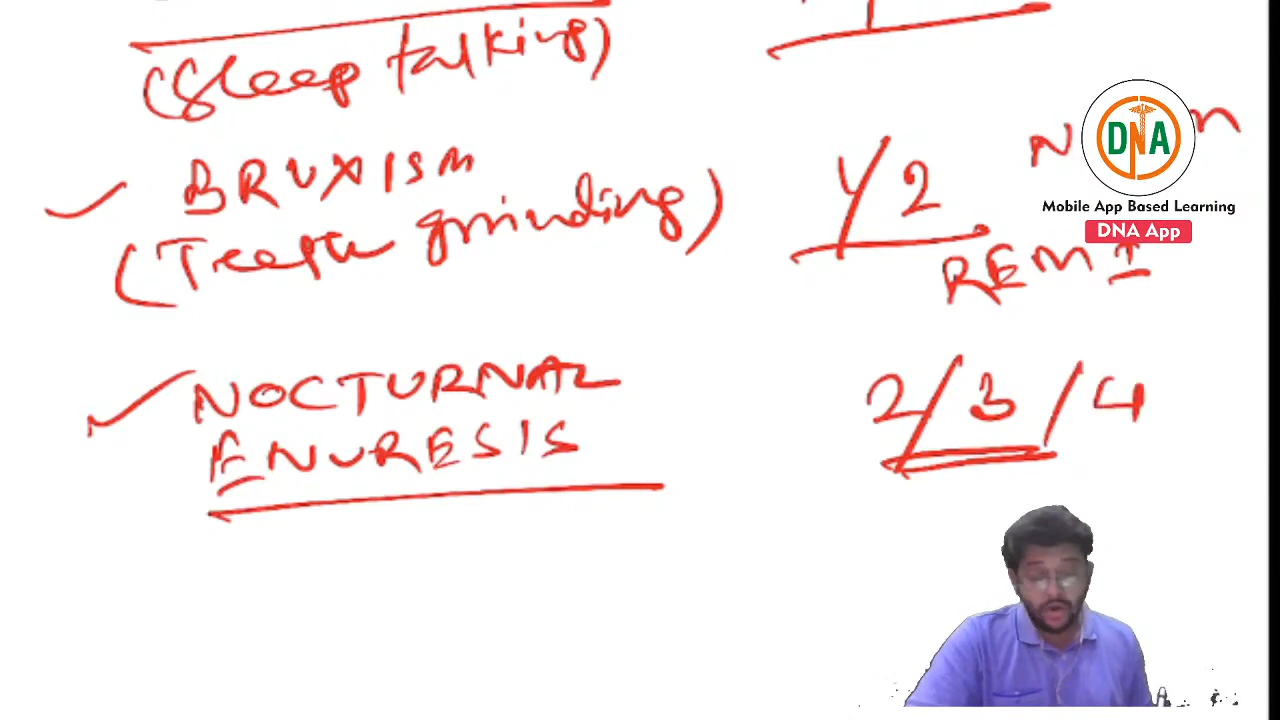 (Sleep talking)
BRUXISM
(Teeth grinding)
1/2
REM I
NOCTURNAL
ENURESIS
2/3/4
DNA
Mobile App Based Learning
DNA App